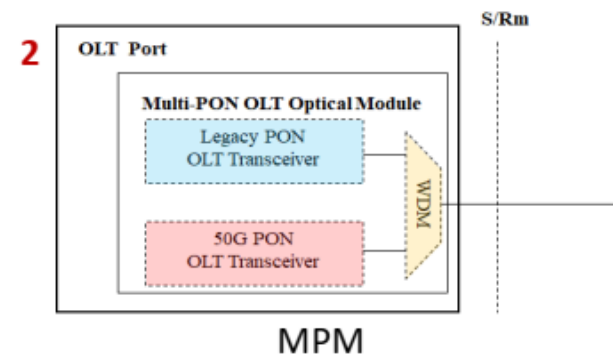 S/Rm
2
OLT Port
Multi-PON OLT Optical Module
Legacy PON
OLT Transceiver
WDM
50G PON
OLT Transceiver
MPM